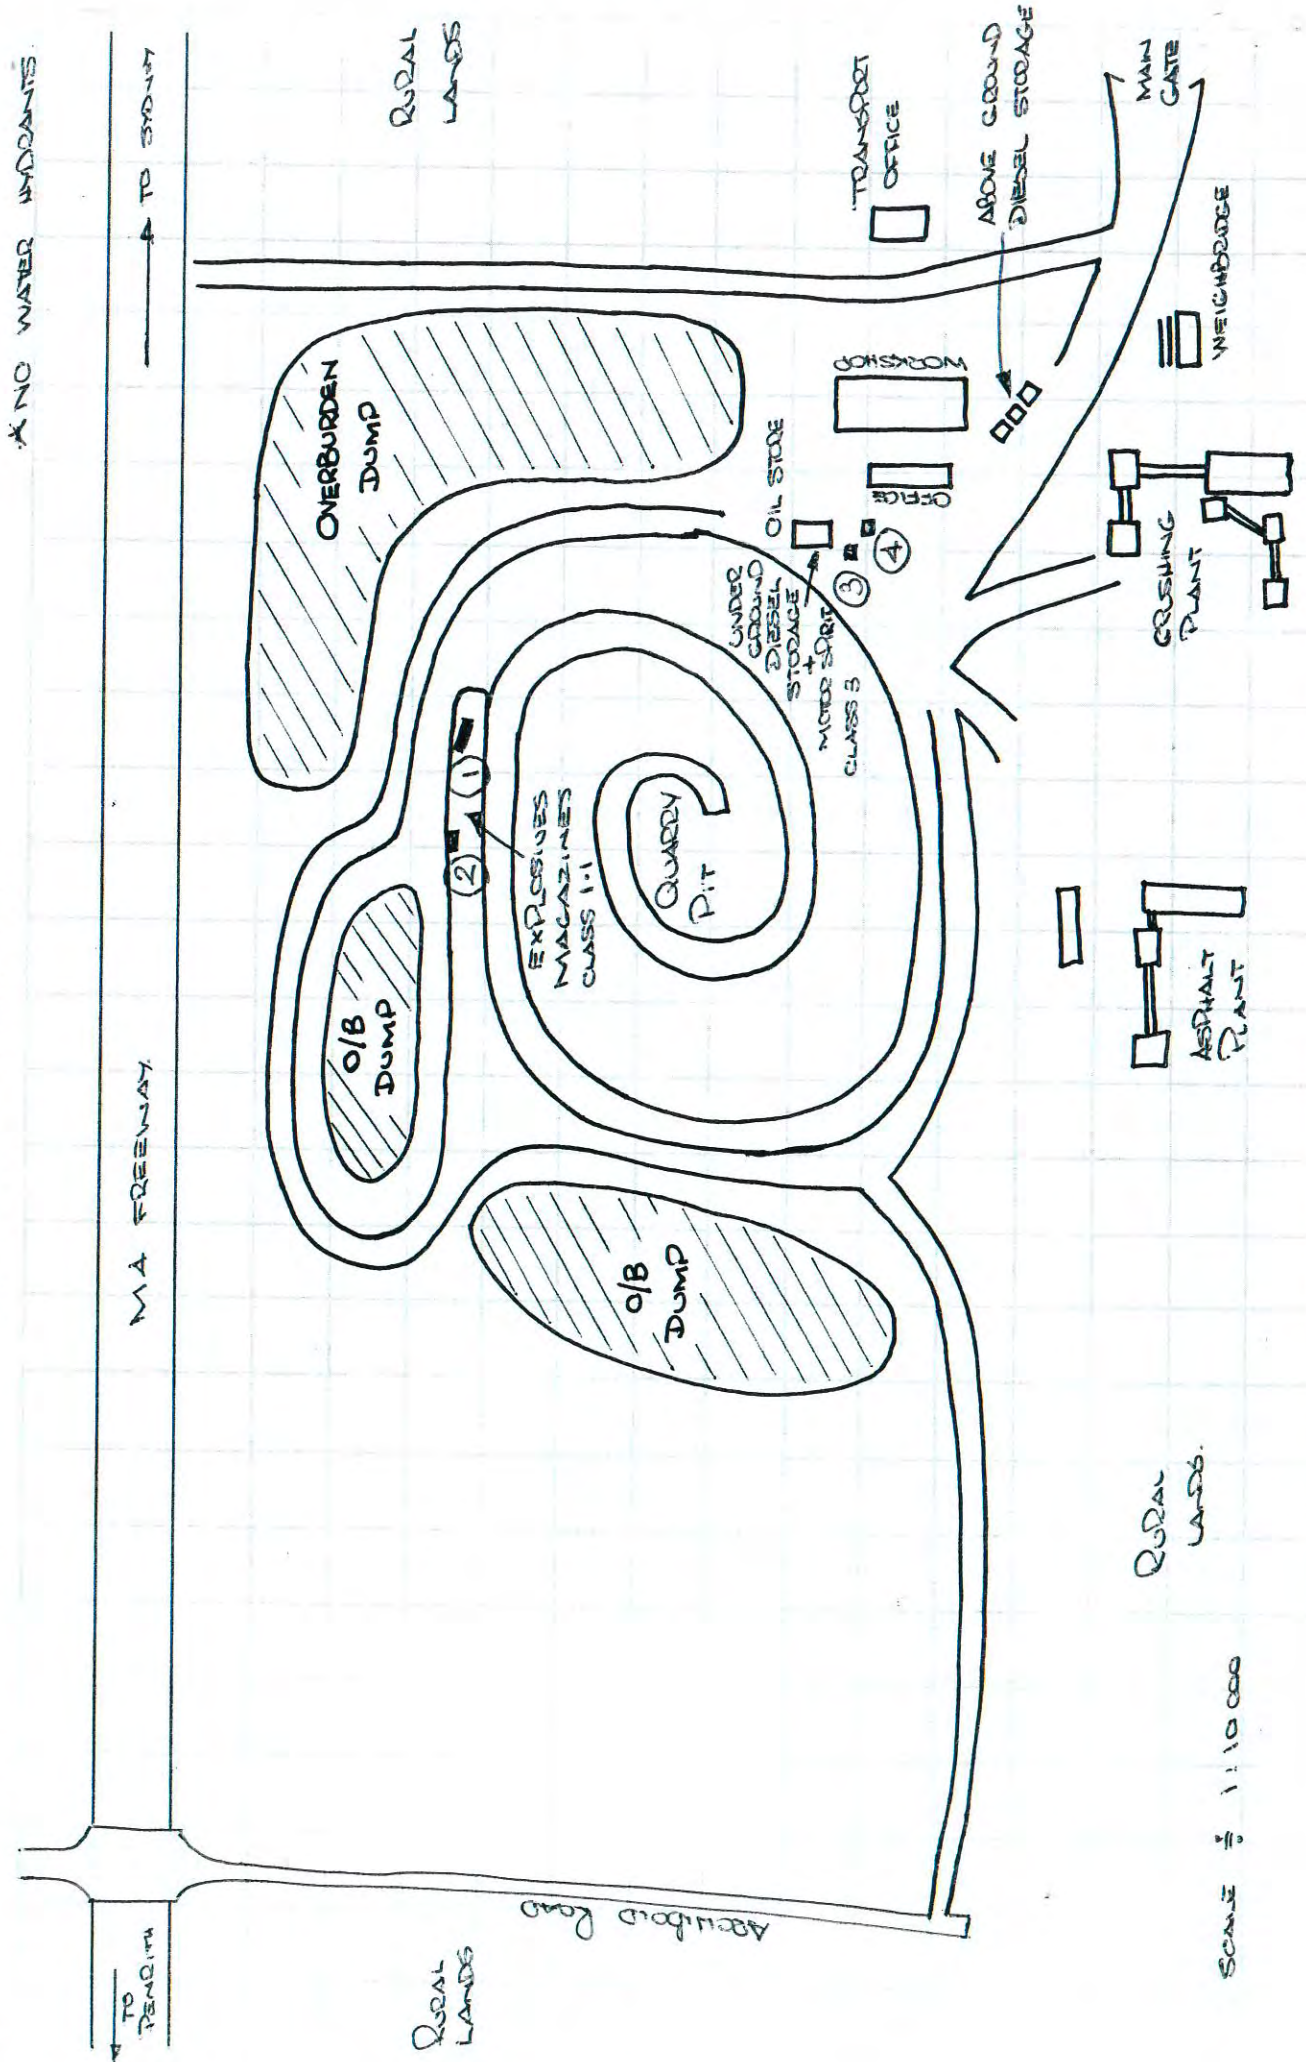 * NO WATER HYDRANTS.
TO SYDNEY
M4 FREEWAY.
TO
PENRITH
RURAL
LANDS
OVERBURDEN
DUMP
O/B
DUMP
O/B
DUMP
1
2
EXPLOSIVES
MAGAZINES
CLASS 1.1
QUARRY
PIT
OIL STORE
UNDER
GROUND
DIESEL
STORAGE
+
MOTOR SPIRIT
CLASS 3
3
4
OFFICE
WORKSHOP
TRANSPORT
OFFICE
ABOVE GROUND
DIESEL STORAGE
MAIN
GATE
WEIGHBRIDGE
CRUSHING
PLANT
ASPHALT
PLANT
ARCHBOLD ROAD
RURAL
LANDS
RURAL
LANDS.
SCALE ÷ 1:10000